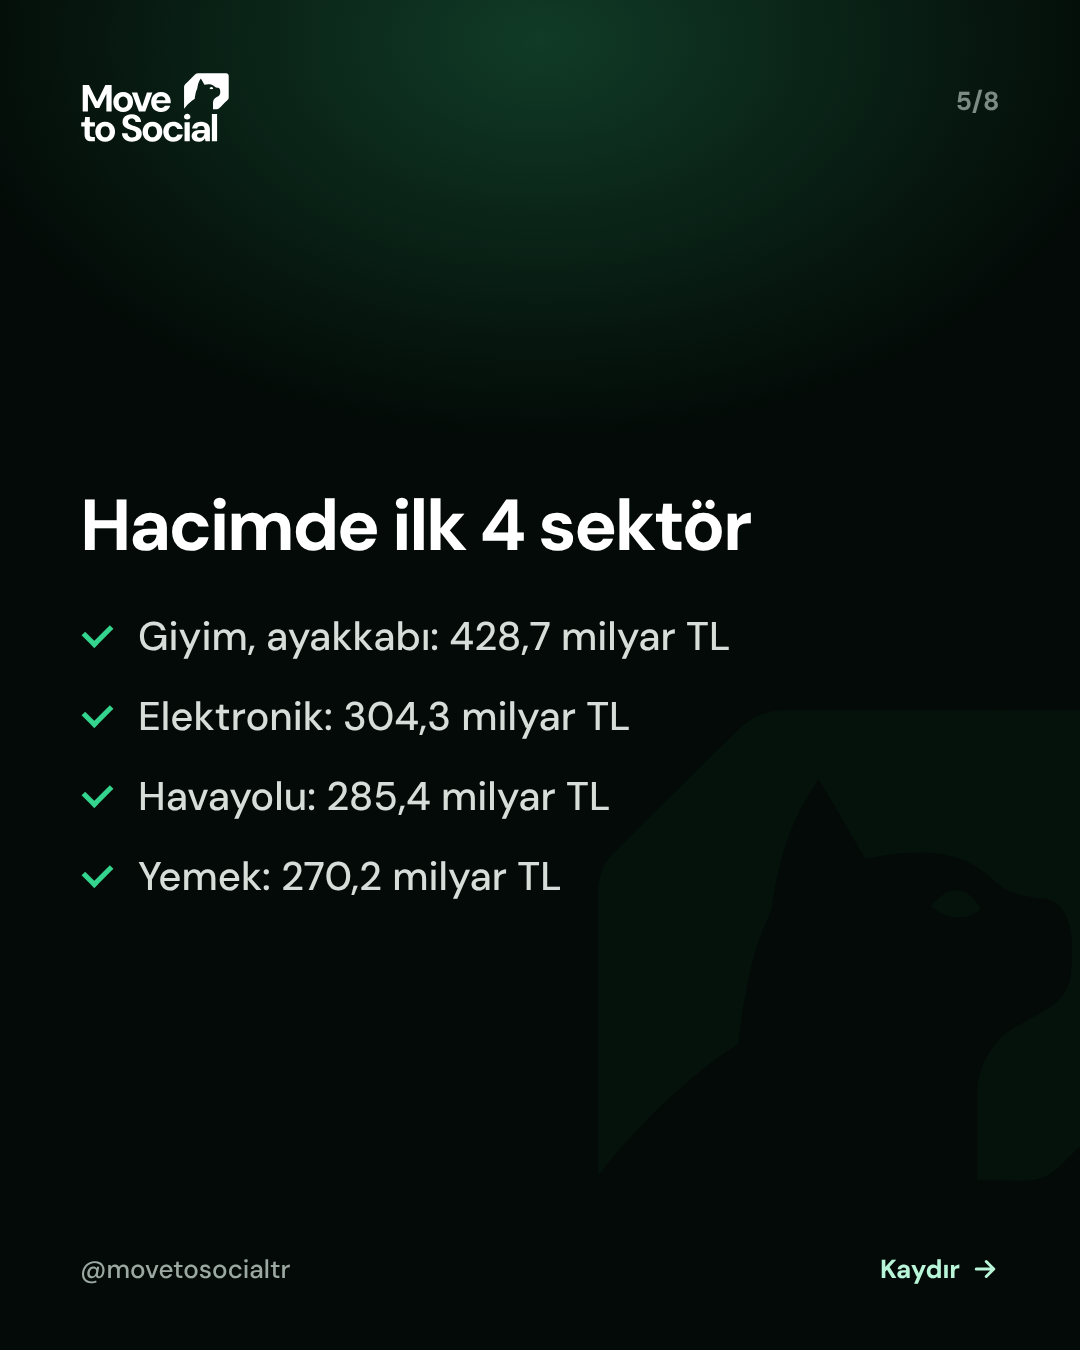 Move
to Social
5/8
Hacimde ilk 4 sektör
Giyim, ayakkabı: 428,7 milyar TL
Elektronik: 304,3 milyar TL
Havayolu: 285,4 milyar TL
Yemek: 270,2 milyar TL
@movetosocialtr
Kaydır →